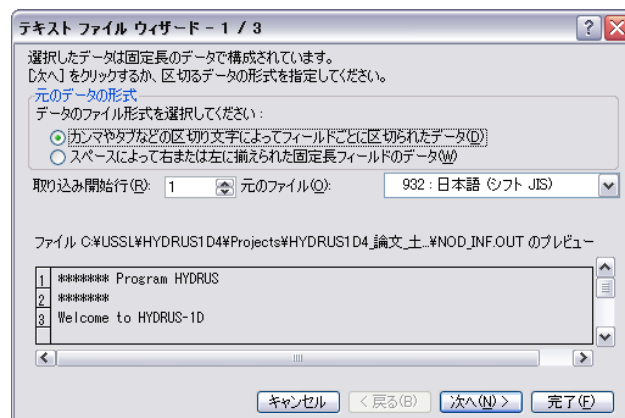 テキスト ファイル ウィザード - 1 / 3
選択したデータは固定長のデータで構成されています。
[次へ] をクリックするか、区切るデータの形式を指定してください。
元のデータの形式
データのファイル形式を選択してください:
カンマやタブなどの区切り文字によってフィールドごとに区切られたデータ(D)
スペースによって右または左に揃えられた固定長フィールドのデータ(W)
取り込み開始行(R): 1 元のファイル(O): 932 : 日本語 (シフト JIS)
ファイル C:¥USSL¥HYDRUS1D4¥Projects¥HYDRUS1D4_論文_土...¥NOD_INF.OUT のプレビュー
1 ******* Program HYDRUS
2 *******
3 Welcome to HYDRUS-1D
キャンセル < 戻る(B) 次へ(N) > 完了(F)